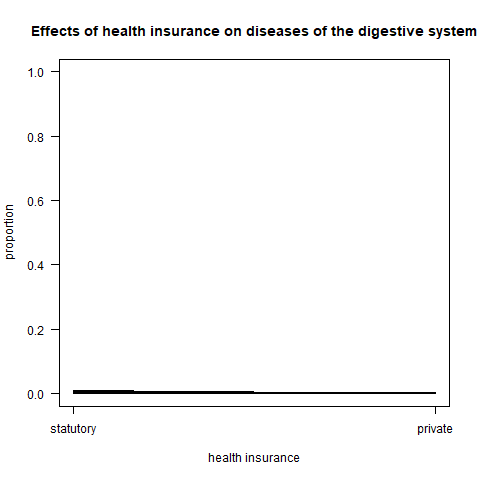 Effects of health insurance on diseases of the digestive system
1.0
0.8
0.6
0.4
0.2
0.0
proportion
statutory
private
health insurance